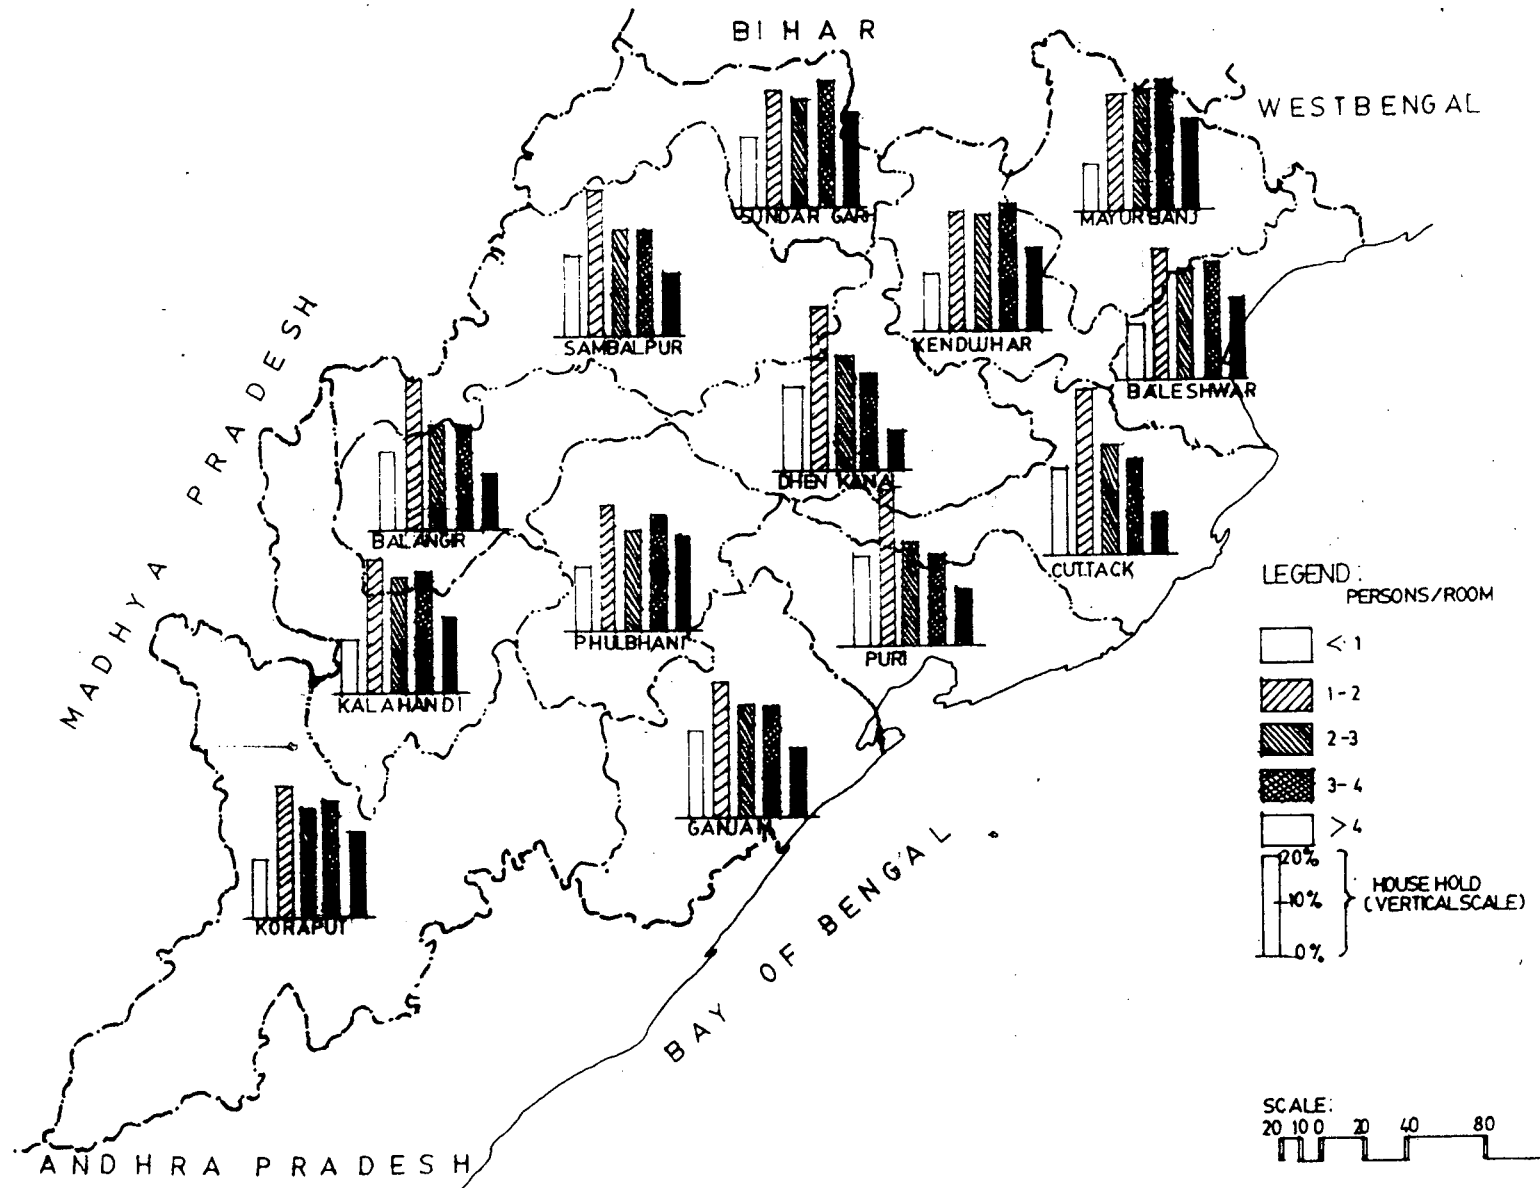 BIHAR
WESTBENGAL
SUNDAR GARH
MAYURBANJ
SAMBALPUR
KENDUJHAR
BALESHWAR
MADHYA PRADESH
DHEN KANAL
BALANGIR
CUTTACK
PHULBHANI
PURI
KALAHANDI
GANJAM
KORAPUT
BAY OF BENGAL
ANDHRA PRADESH
LEGEND:
PERSONS/ROOM
< 1
1-2
2-3
3-4
>4
20%
10%
0%
HOUSE HOLD
(VERTICAL SCALE)
SCALE:
20 10 0 20 40 80